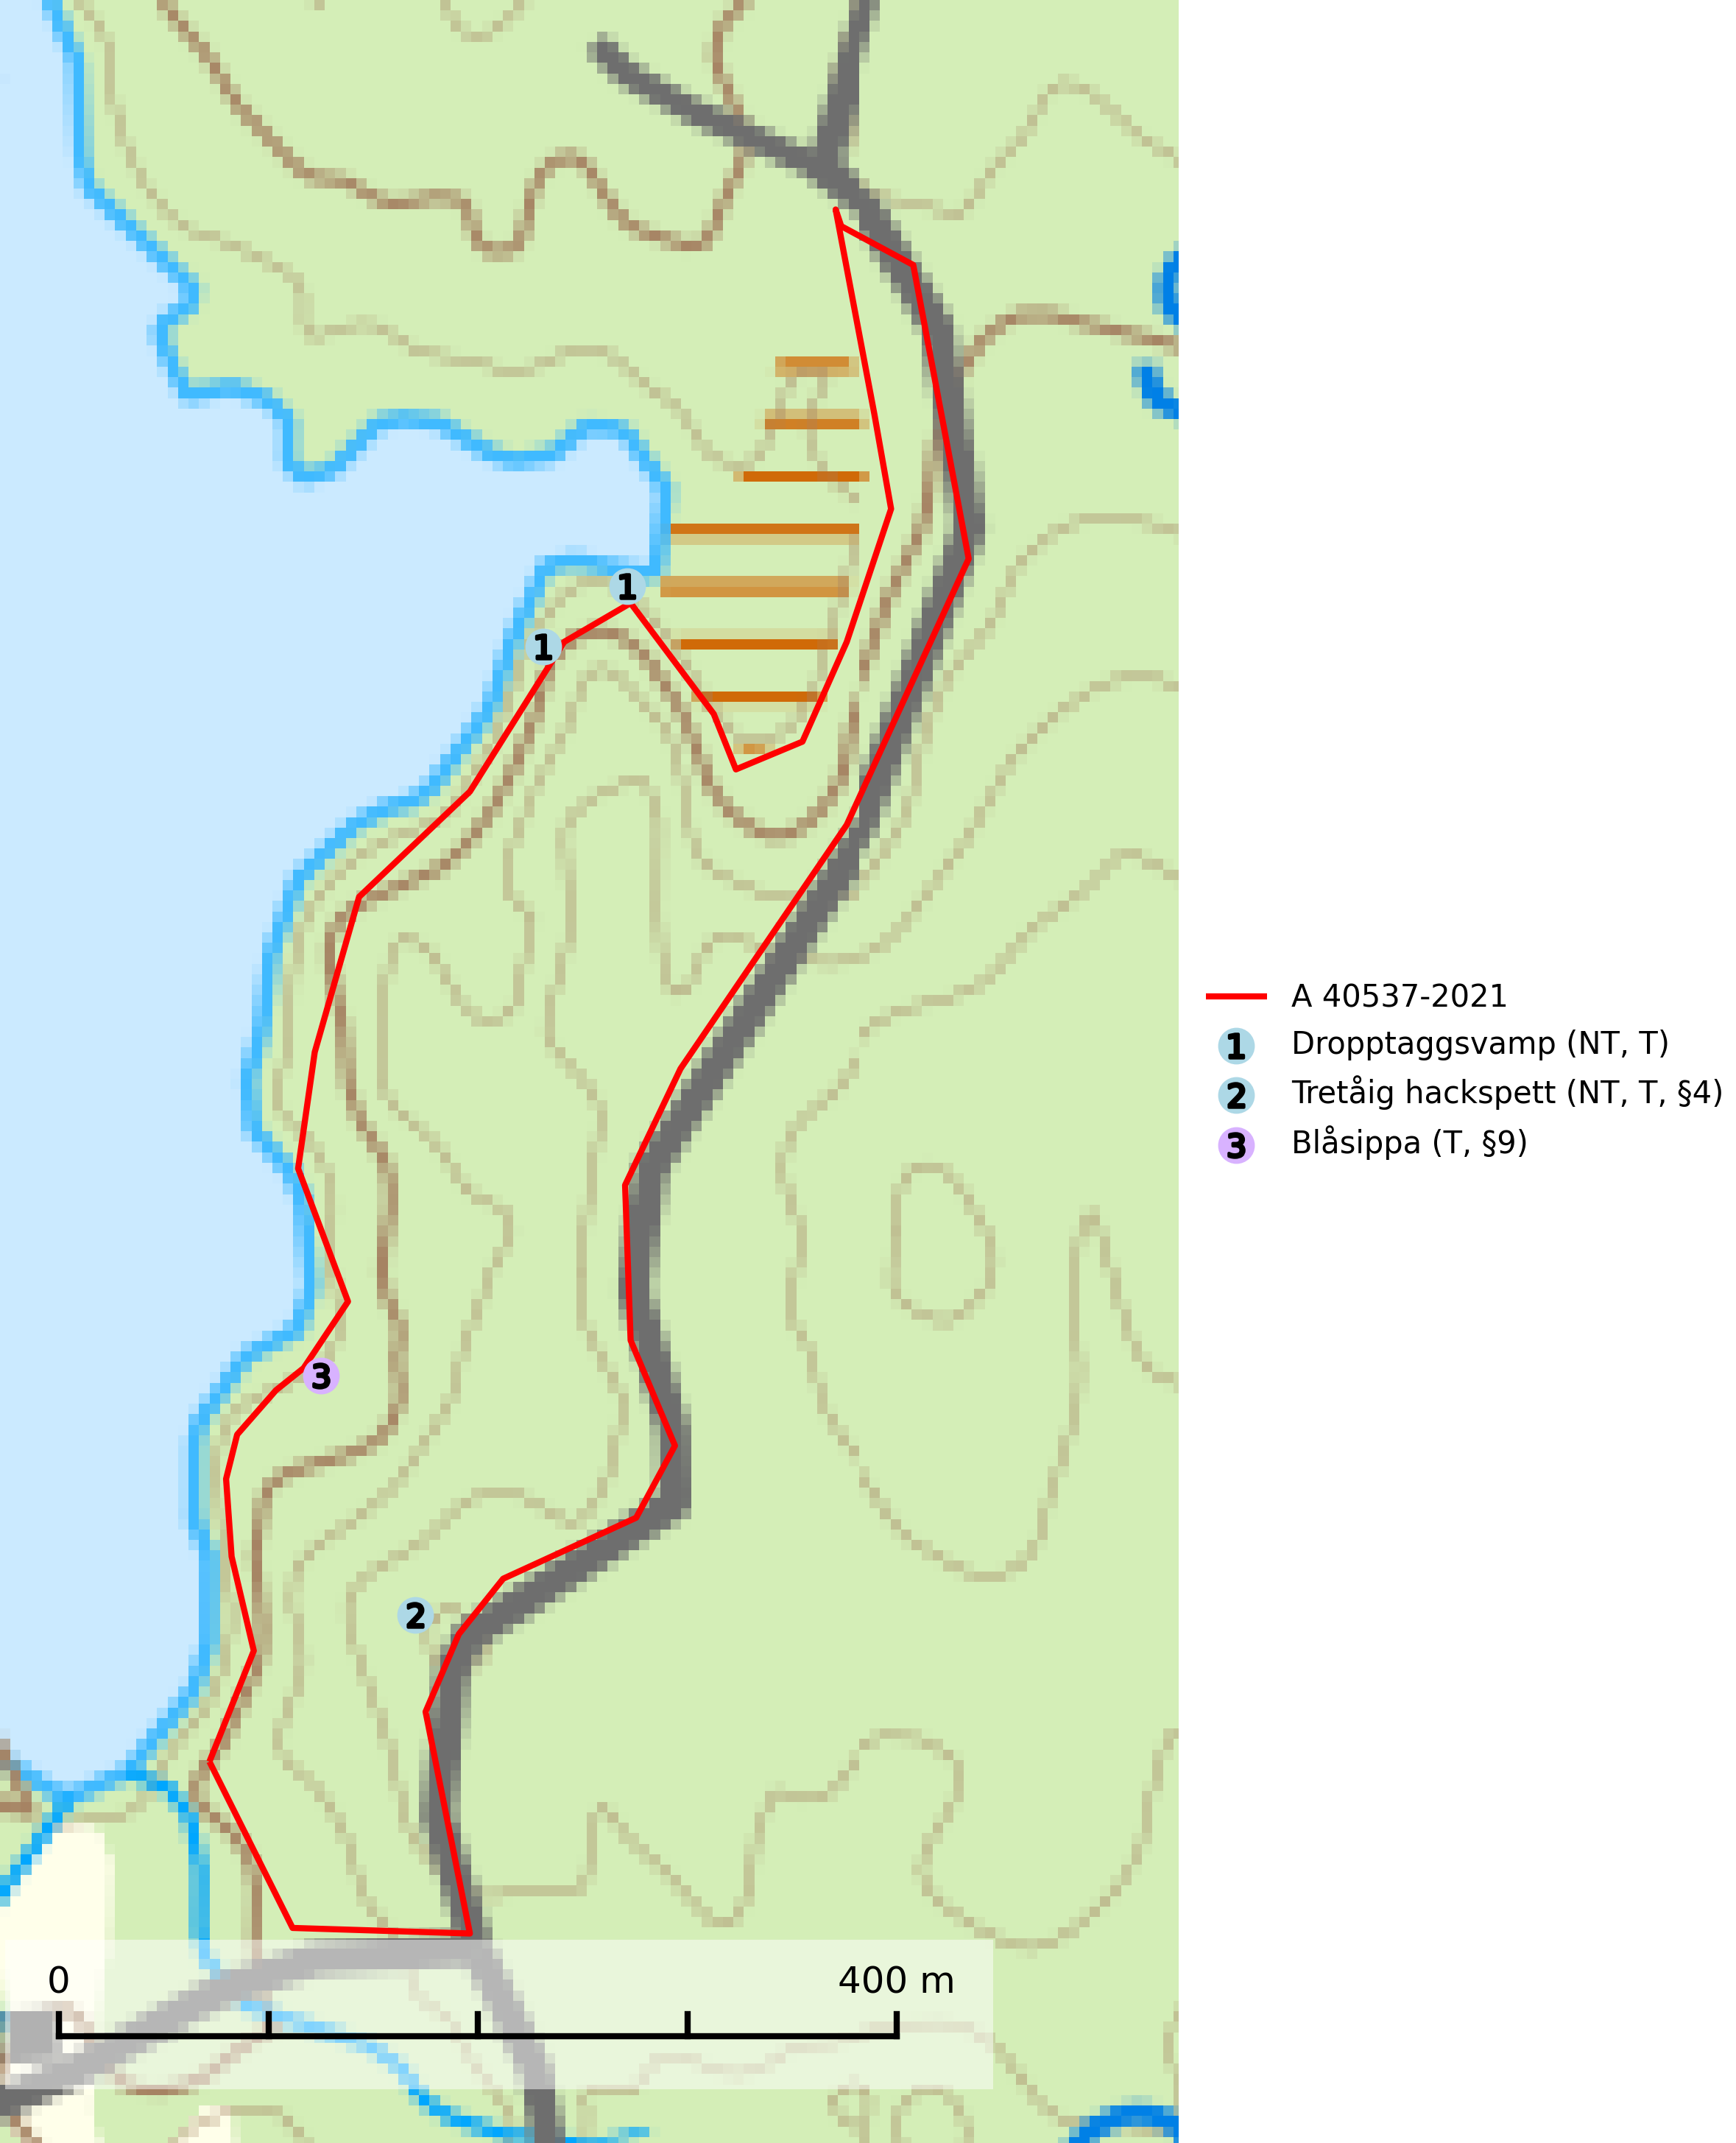 1
1
3
2
0 400 m
A 40537-2021
1 Dropptaggsvamp (NT, T)
2 Tretåig hackspett (NT, T, §4)
3 Blåsippa (T, §9)